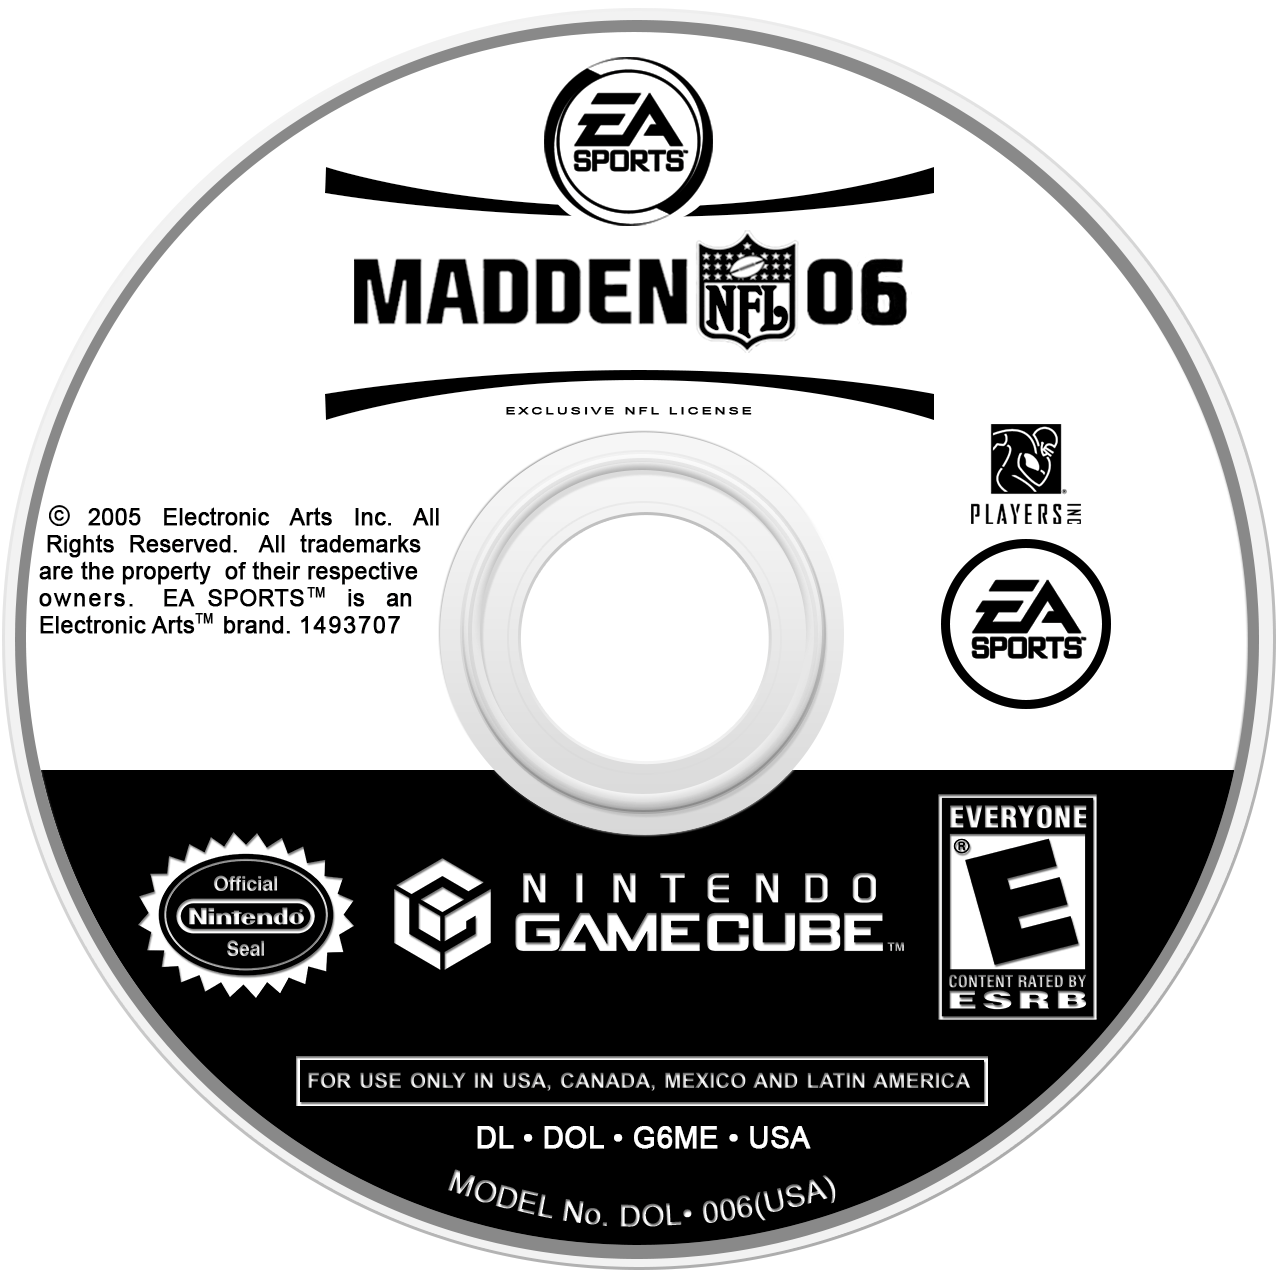 EA
SPORTS™
MADDEN NFL 06
EXCLUSIVE NFL LICENSE
PLAYERS INC
© 2005 Electronic Arts Inc. All
Rights Reserved. All trademarks
are the property of their respective
owners. EA SPORTS™ is an
Electronic Arts™ brand. 1493707
EA
SPORTS™
EVERYONE
E®
CONTENT RATED BY
ESRB
Official
Nintendo®
Seal
NINTENDO
GAMECUBE™
FOR USE ONLY IN USA, CANADA, MEXICO AND LATIN AMERICA
DL • DOL • G6ME • USA
MODEL No. DOL• 006(USA)